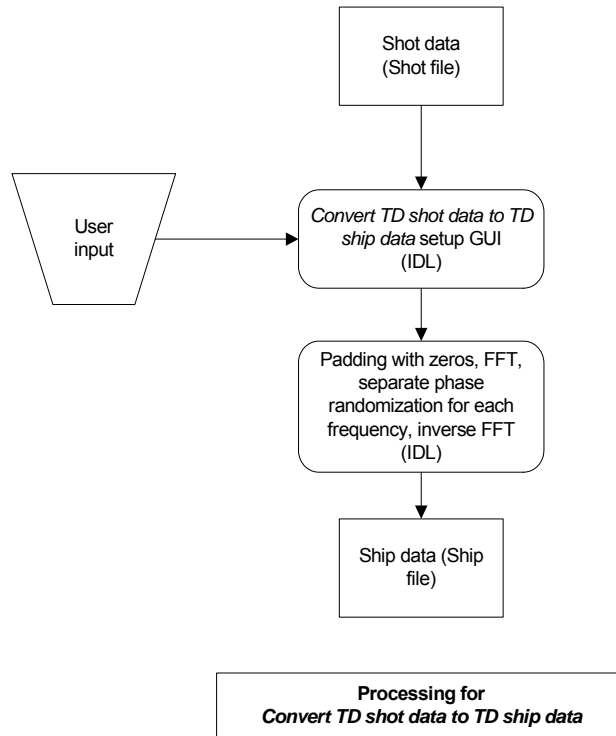 Shot data
(Shot file)
User
input
Convert TD shot data to TD
ship data setup GUI
(IDL)
Padding with zeros, FFT,
separate phase
randomization for each
frequency, inverse FFT
(IDL)
Ship data (Ship
file)
Processing for
Convert TD shot data to TD ship data